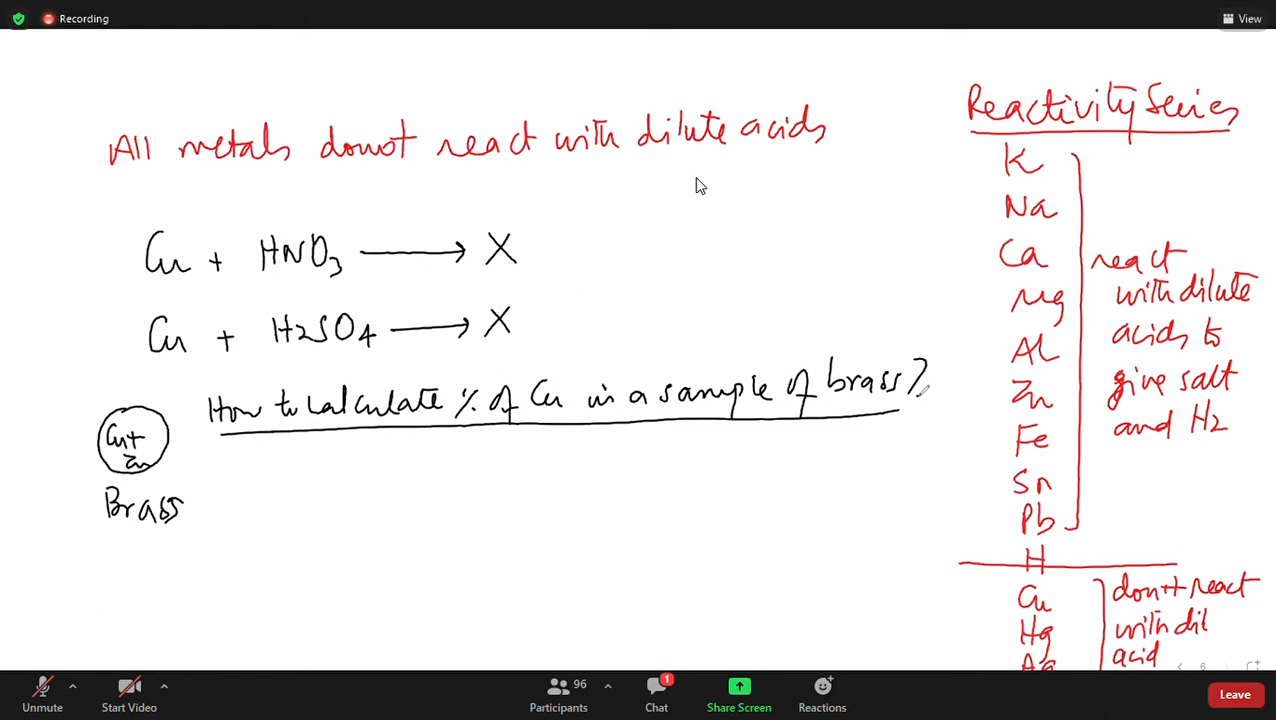 Recording
View
All metals donot react with dilute acids
Cu + HNO3 → X
Cu + H2SO4 → X
How to calculate % of Cu in a sample of brass?
Cu+
Zn
Brass
Reactivity Series
K
Na
Ca
Mg
Al
Zn
Fe
Sn
Pb
H
Cu
Hg
Ag
react
with dilute
acids to
give salt
and H2
don't react
with dil
acid
6
Unmute
Start Video
96
Participants
1
Chat
Share Screen
Reactions
Leave